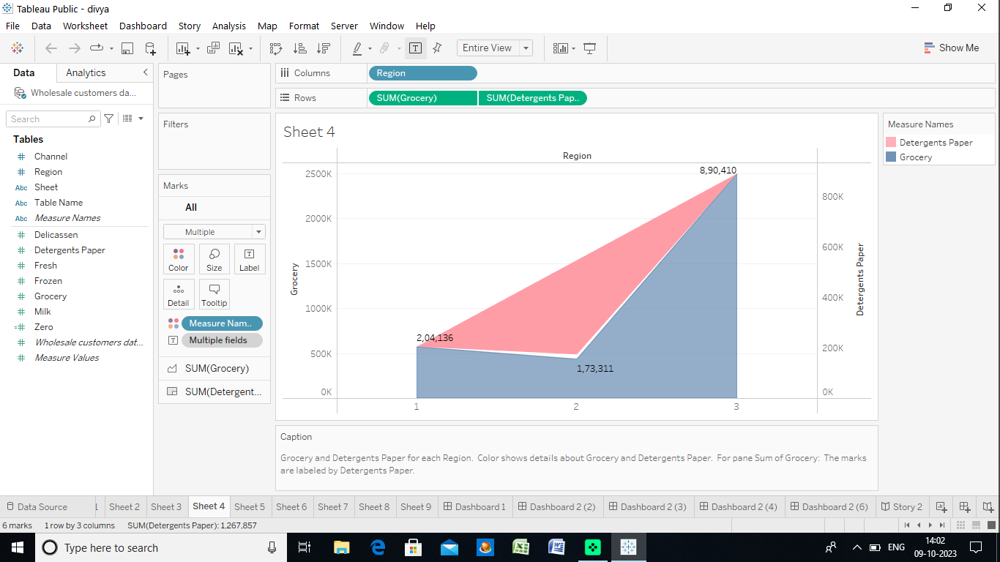 Tableau Public - divya
File Data Worksheet Dashboard Story Analysis Map Format Server Window Help
Entire View
Show Me
Data Analytics
Wholesale customers da...
Search
Tables
Channel
Region
Abc Sheet
Abc Table Name
Abc Measure Names
Delicassen
Detergents Paper
Fresh
Frozen
Grocery
Milk
Zero
Wholesale customers dat...
Measure Values
Pages
Filters
Marks
All
Multiple
Color Size Label
Detail Tooltip
Measure Nam..
Multiple fields
SUM(Grocery)
SUM(Detergent...
Columns Region
Rows SUM(Grocery) SUM(Detergents Pap..
Sheet 4
Region
2500K
2000K
1500K
1000K
500K
0K
Grocery
8,90,410
2,04,136
1,73,311
1 2 3
800K
600K
400K
200K
0K
Detergents Paper
Measure Names
Detergents Paper
Grocery
Caption
Grocery and Detergents Paper for each Region. Color shows details about Grocery and Detergents Paper. For pane Sum of Grocery: The marks
are labeled by Detergents Paper.
Data Source 1 Sheet 2 Sheet 3 Sheet 4 Sheet 5 Sheet 6 Sheet 7 Sheet 8 Sheet 9 Dashboard 1 Dashboard 2 (2) Dashboard 2 (3) Dashboard 2 (4) Dashboard 2 (6) Story 2
6 marks 1 row by 3 columns SUM(Detergents Paper): 1,267,857
Type here to search
ENG
14:02
09-10-2023